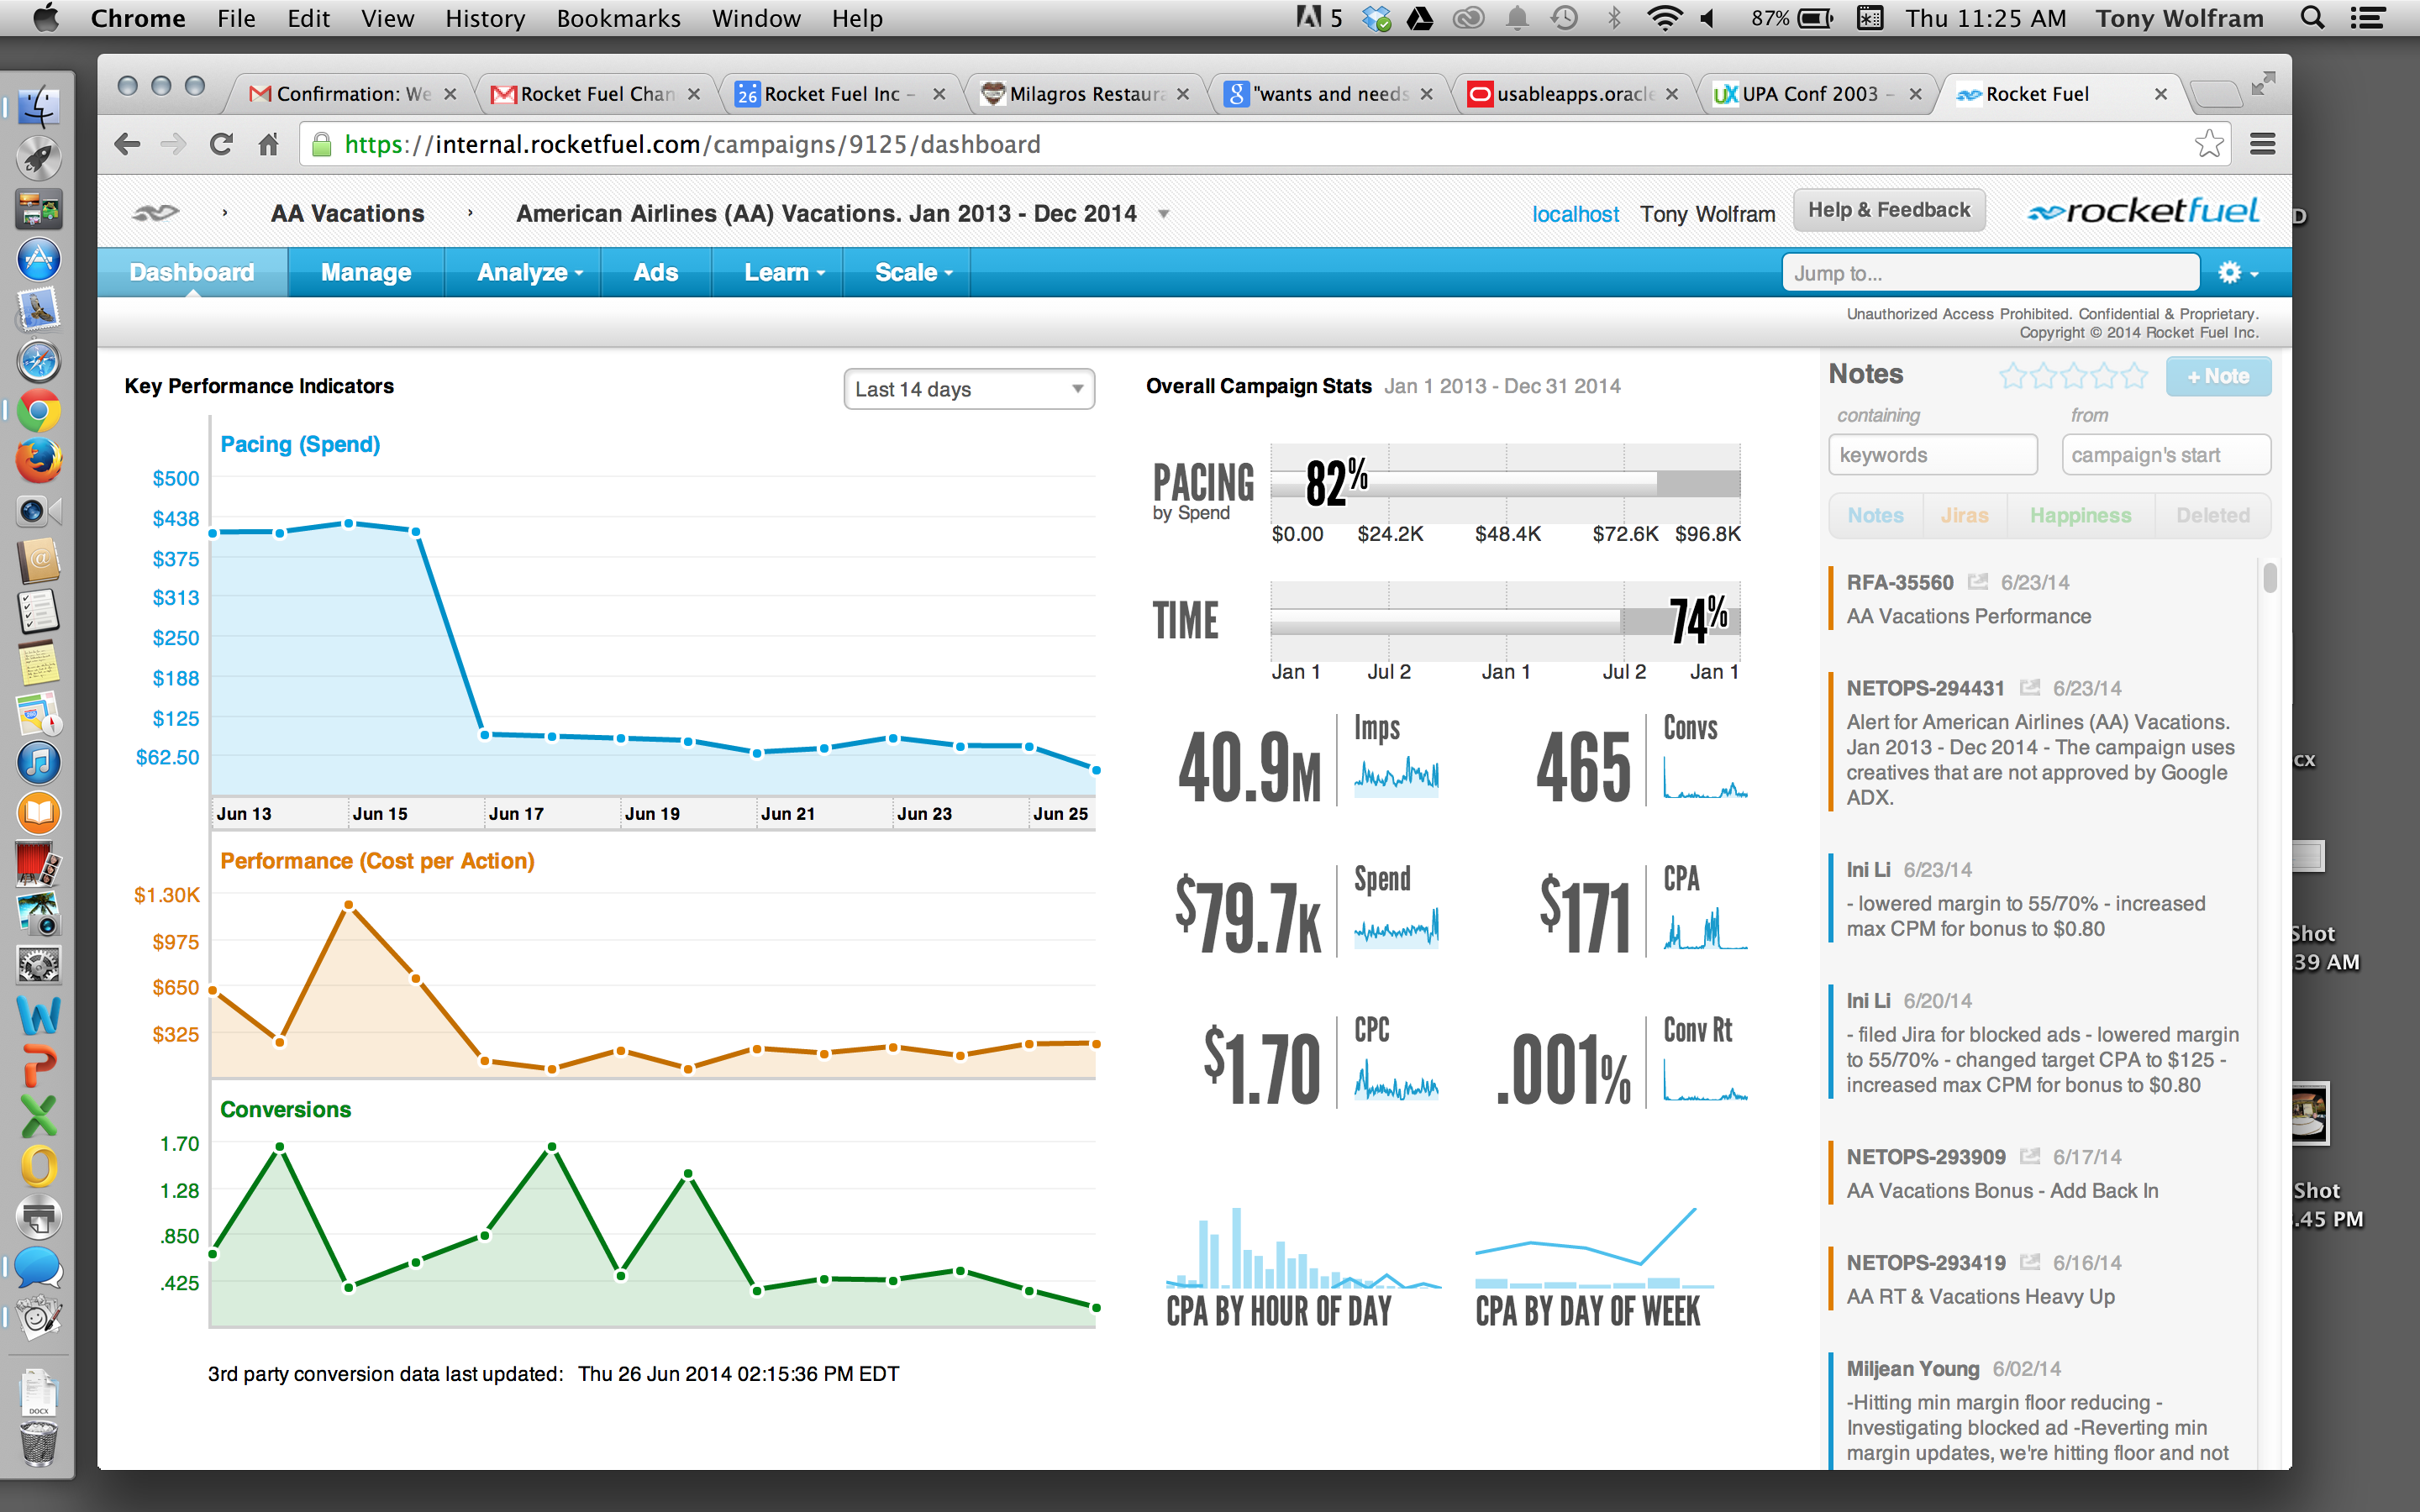 Chrome File Edit View History Bookmarks Window Help
5 87% Thu 11:25 AM Tony Wolfram
Confirmation: We
Rocket Fuel Chan
26 Rocket Fuel Inc -
Milagros Restaura
"wants and needs
usableapps.oracle
UX UPA Conf 2003 -
Rocket Fuel
https://internal.rocketfuel.com/campaigns/9125/dashboard
AA Vacations › American Airlines (AA) Vacations. Jan 2013 - Dec 2014
localhost Tony Wolfram Help & Feedback rocketfuel
Dashboard Manage Analyze Ads Learn Scale Jump to...
Unauthorized Access Prohibited. Confidential & Proprietary.
Copyright © 2014 Rocket Fuel Inc.
Key Performance Indicators Last 14 days
Pacing (Spend)
$500
$438
$375
$313
$250
$188
$125
$62.50
Jun 13 Jun 15 Jun 17 Jun 19 Jun 21 Jun 23 Jun 25
Performance (Cost per Action)
$1.30K
$975
$650
$325
Conversions
1.70
1.28
.850
.425
3rd party conversion data last updated: Thu 26 Jun 2014 02:15:36 PM EDT
Overall Campaign Stats Jan 1 2013 - Dec 31 2014
PACING
by Spend
82%
$0.00 $24.2K $48.4K $72.6K $96.8K
TIME
74%
Jan 1 Jul 2 Jan 1 Jul 2 Jan 1
40.9M Imps
465 Convs
$79.7K Spend
$171 CPA
$1.70 CPC
.001% Conv Rt
CPA BY HOUR OF DAY
CPA BY DAY OF WEEK
Notes + Note
containing from
keywords campaign's start
Notes Jiras Happiness Deleted
RFA-35560 6/23/14
AA Vacations Performance
NETOPS-294431 6/23/14
Alert for American Airlines (AA) Vacations.
Jan 2013 - Dec 2014 - The campaign uses
creatives that are not approved by Google
ADX.
Ini Li 6/23/14
- lowered margin to 55/70% - increased
max CPM for bonus to $0.80
Ini Li 6/20/14
- filed Jira for blocked ads - lowered margin
to 55/70% - changed target CPA to $125 -
increased max CPM for bonus to $0.80
NETOPS-293909 6/17/14
AA Vacations Bonus - Add Back In
NETOPS-293419 6/16/14
AA RT & Vacations Heavy Up
Miljean Young 6/02/14
-Hitting min margin floor reducing -
Investigating blocked ad -Reverting min
margin updates, we're hitting floor and not
D
cx
Shot
39 AM
Shot
.45 PM
DOCX